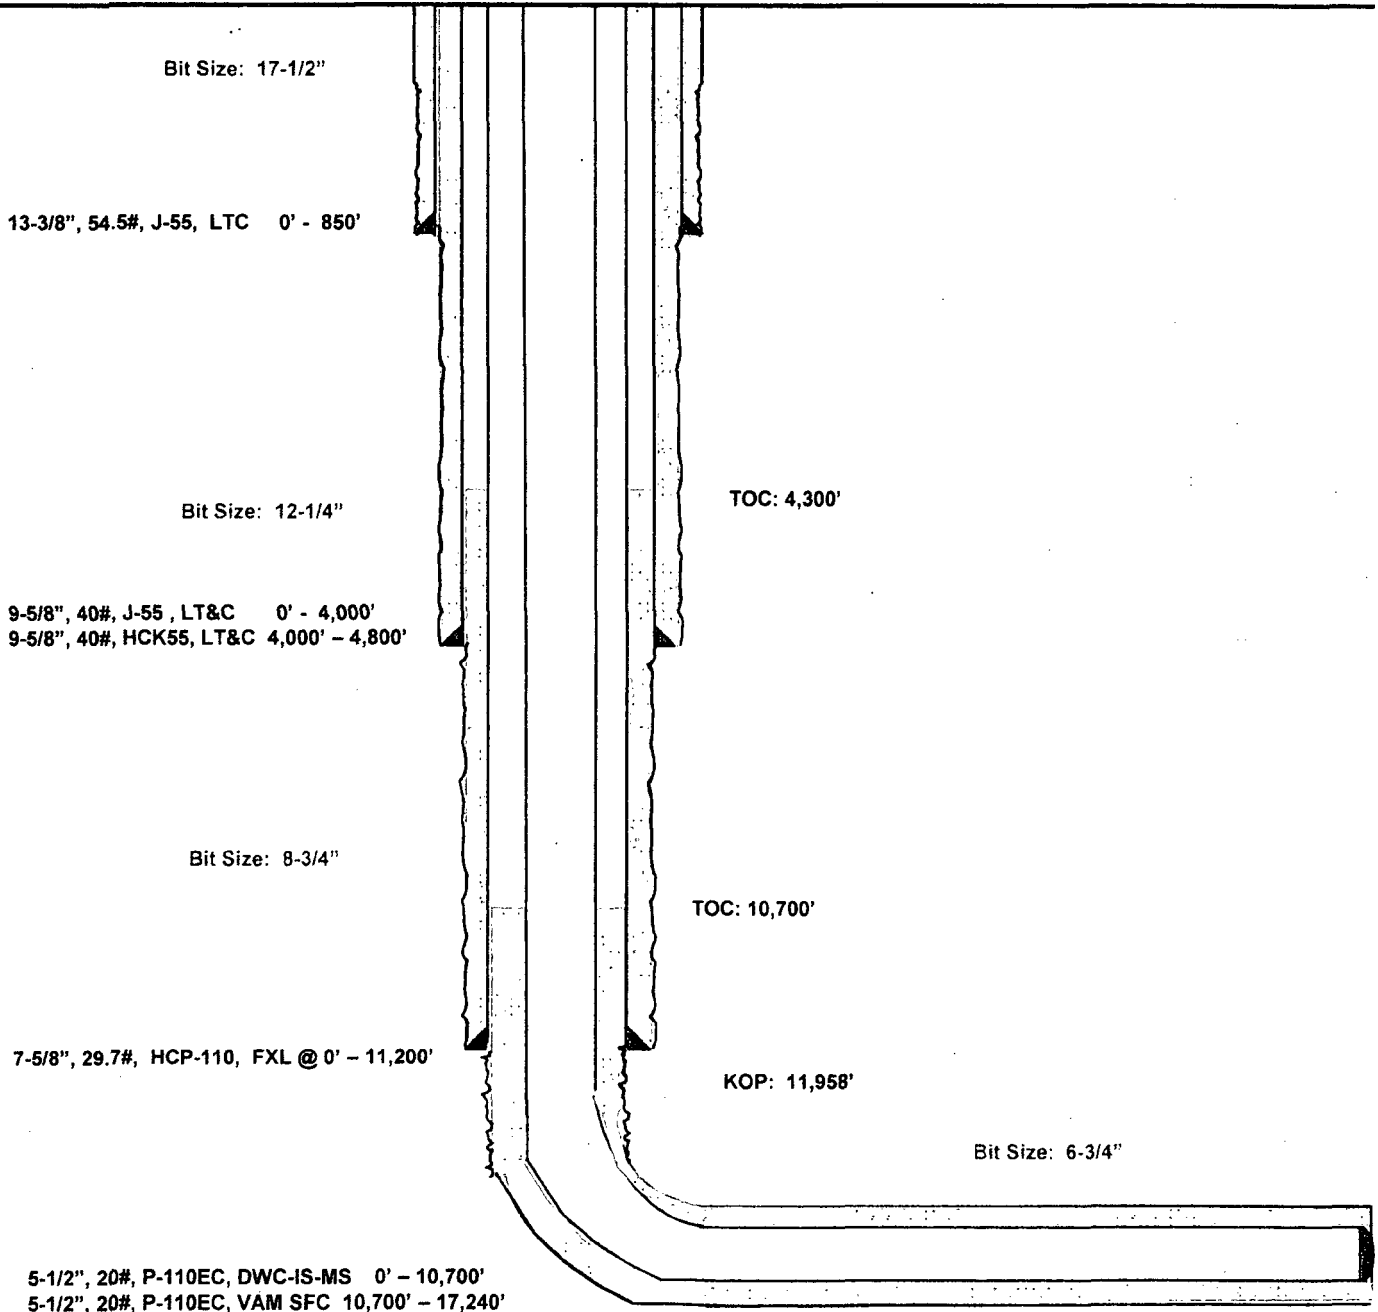 Bit Size: 17-1/2"
13-3/8", 54.5#, J-55, LTC 0' - 850'
TOC: 4,300'
Bit Size: 12-1/4"
9-5/8", 40#, J-55 , LT&C 0' - 4,000'
9-5/8", 40#, HCK55, LT&C 4,000' – 4,800'
Bit Size: 8-3/4"
TOC: 10,700'
7-5/8", 29.7#, HCP-110, FXL @ 0' – 11,200'
KOP: 11,958'
Bit Size: 6-3/4"
5-1/2", 20#, P-110EC, DWC-IS-MS 0' – 10,700'
5-1/2", 20#, P-110EC, VAM SFC 10,700' – 17,240'